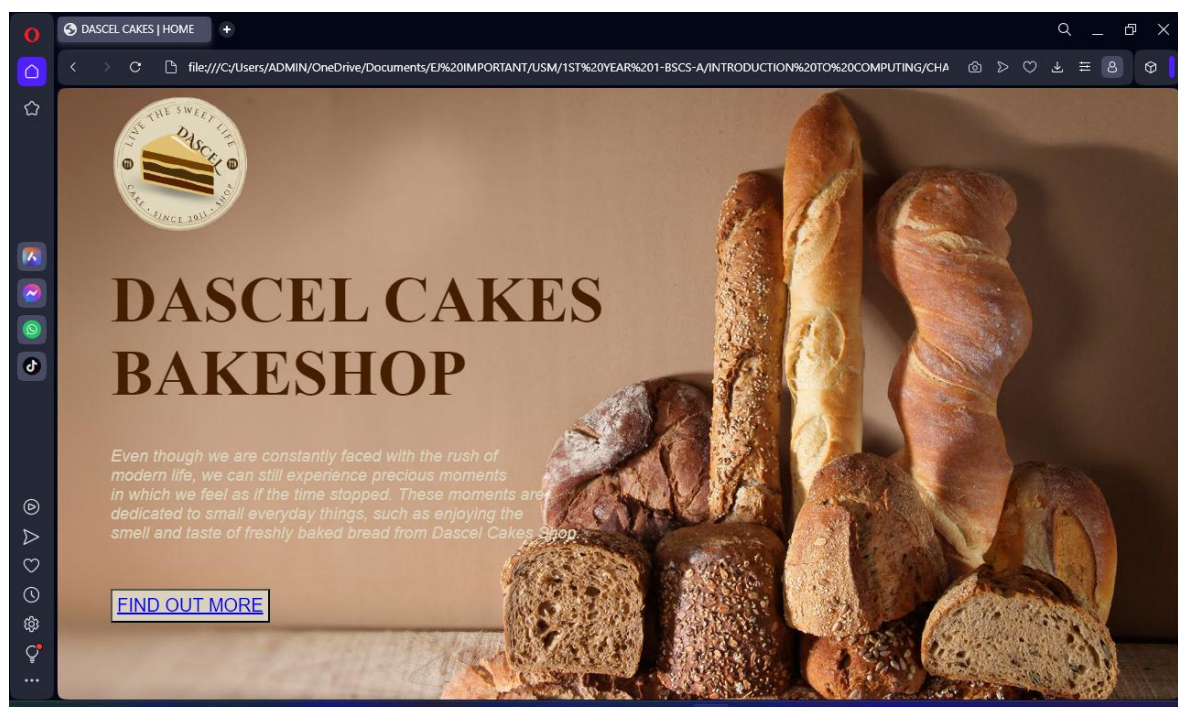 DASCEL CAKES | HOME
file:///C:/Users/ADMIN/OneDrive/Documents/EJ%20IMPORTANT/USM/1ST%20YEAR%201-BSCS-A/INTRODUCTION%20TO%20COMPUTING/CHA
LIVE THE SWEET LIFE
DASCEL
CAKE • SINCE 2011 • SHOP
DASCEL CAKES
BAKESHOP
Even though we are constantly faced with the rush of
modern life, we can still experience precious moments
in which we feel as if the time stopped. These moments are
dedicated to small everyday things, such as enjoying the
smell and taste of freshly baked bread from Dascel Cakes Shop.
FIND OUT MORE